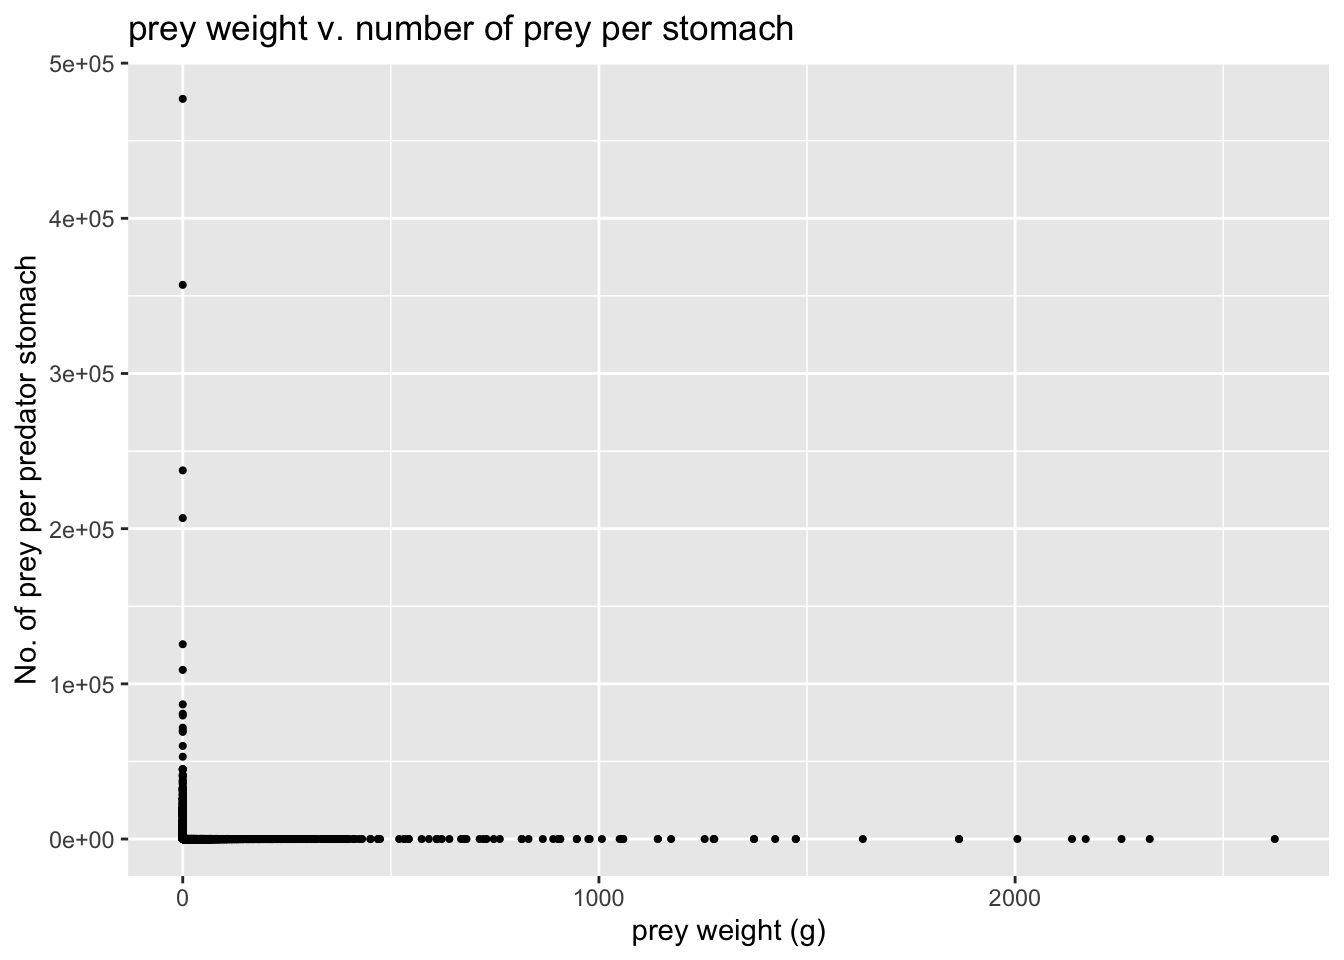 prey weight v. number of prey per stomach
5e+05
4e+05
3e+05
2e+05
1e+05
0e+00
No. of prey per predator stomach
0
1000
2000
prey weight (g)